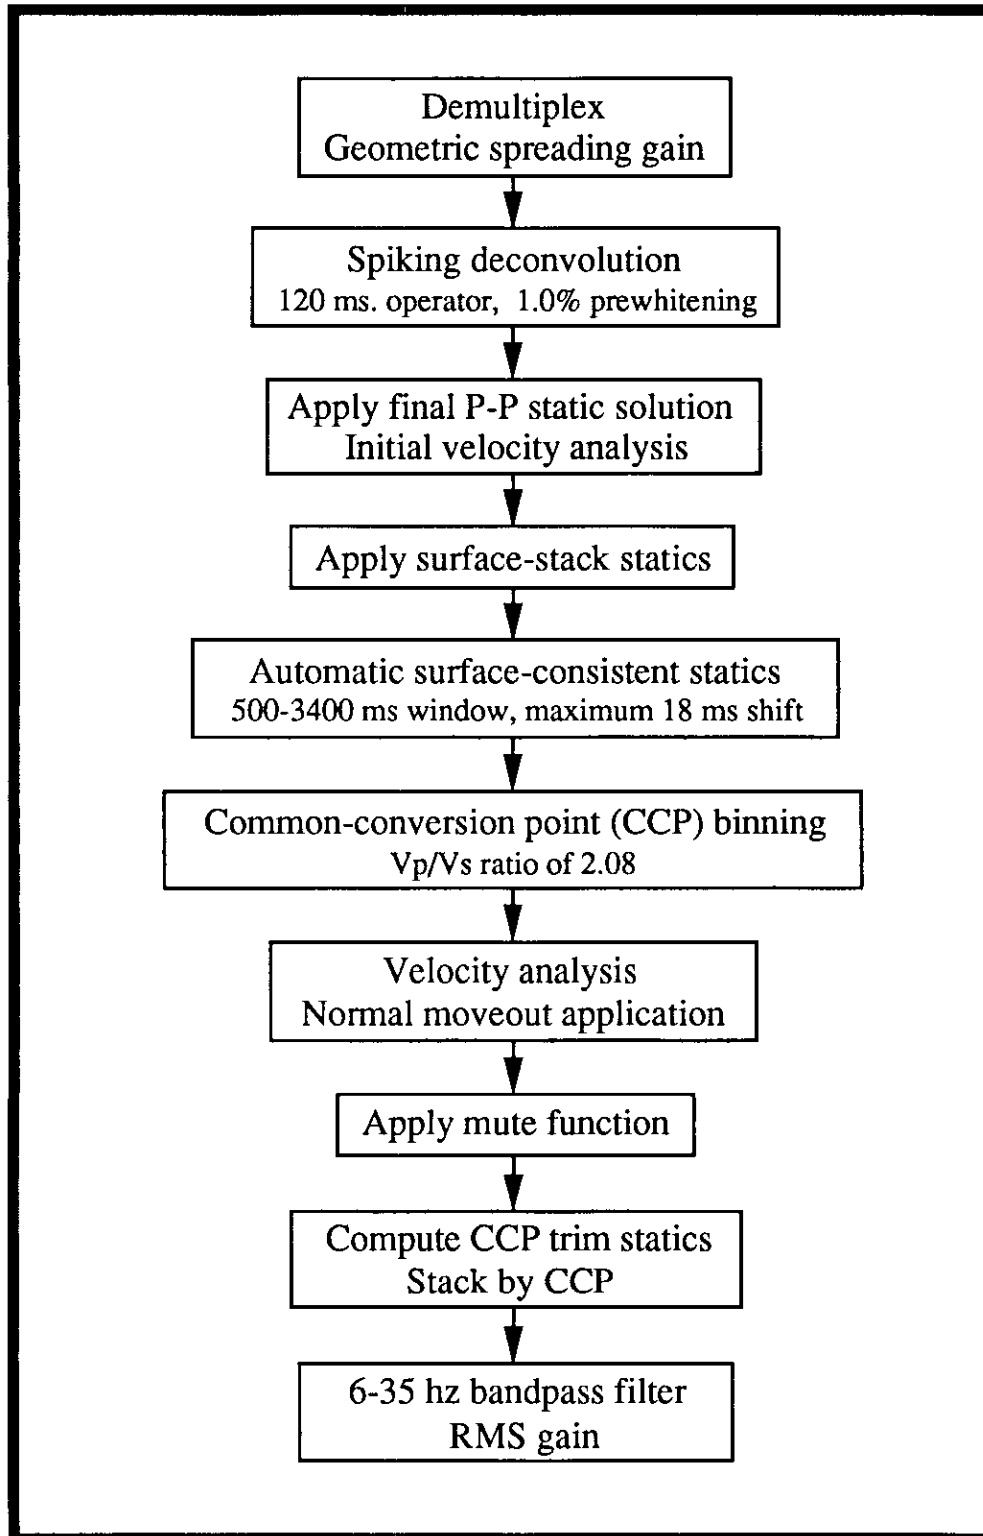 Demultiplex
Geometric spreading gain
Spiking deconvolution
120 ms. operator, 1.0% prewhitening
Apply final P-P static solution
Initial velocity analysis
Apply surface-stack statics
Automatic surface-consistent statics
500-3400 ms window, maximum 18 ms shift
Common-conversion point (CCP) binning
Vp/Vs ratio of 2.08
Velocity analysis
Normal moveout application
Apply mute function
Compute CCP trim statics
Stack by CCP
6-35 hz bandpass filter
RMS gain